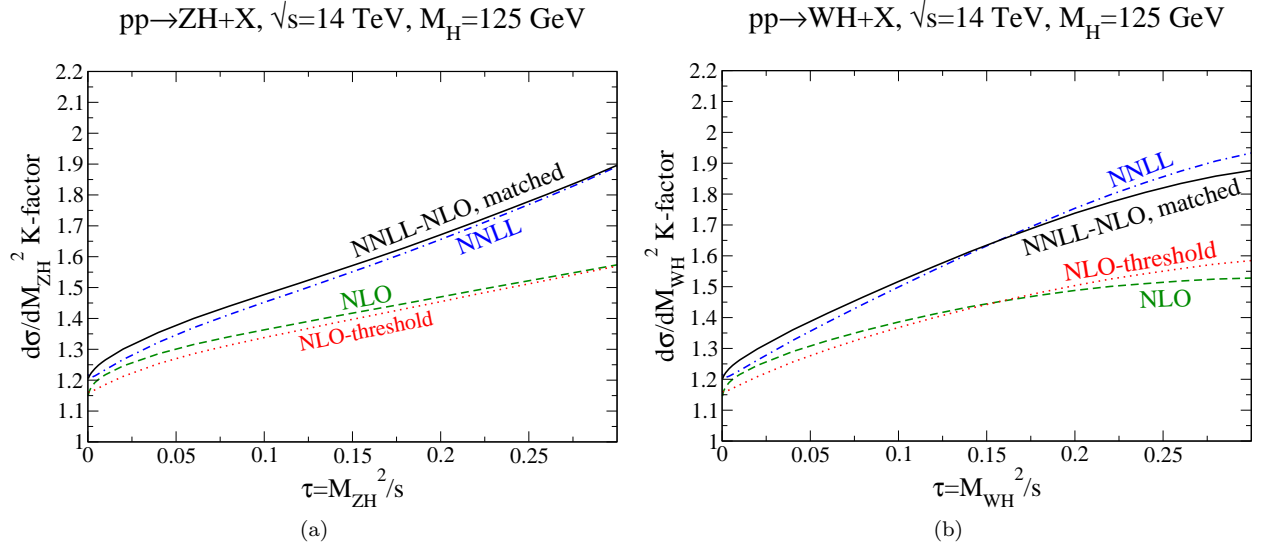 pp→ZH+X, √s=14 TeV, M_H=125 GeV
dσ/dM_ZH^2 K-factor
2.2
2.1
2
1.9
1.8
1.7
1.6
1.5
1.4
1.3
1.2
1.1
1
NNLL-NLO, matched
NNLL
NLO
NLO-threshold
0 0.05 0.1 0.15 0.2 0.25
τ=M_ZH^2/s
(a)
pp→WH+X, √s=14 TeV, M_H=125 GeV
dσ/dM_WH^2 K-factor
2.2
2.1
2
1.9
1.8
1.7
1.6
1.5
1.4
1.3
1.2
1.1
1
NNLL
NNLL-NLO, matched
NLO-threshold
NLO
0 0.05 0.1 0.15 0.2 0.25
τ=M_WH^2/s
(b)